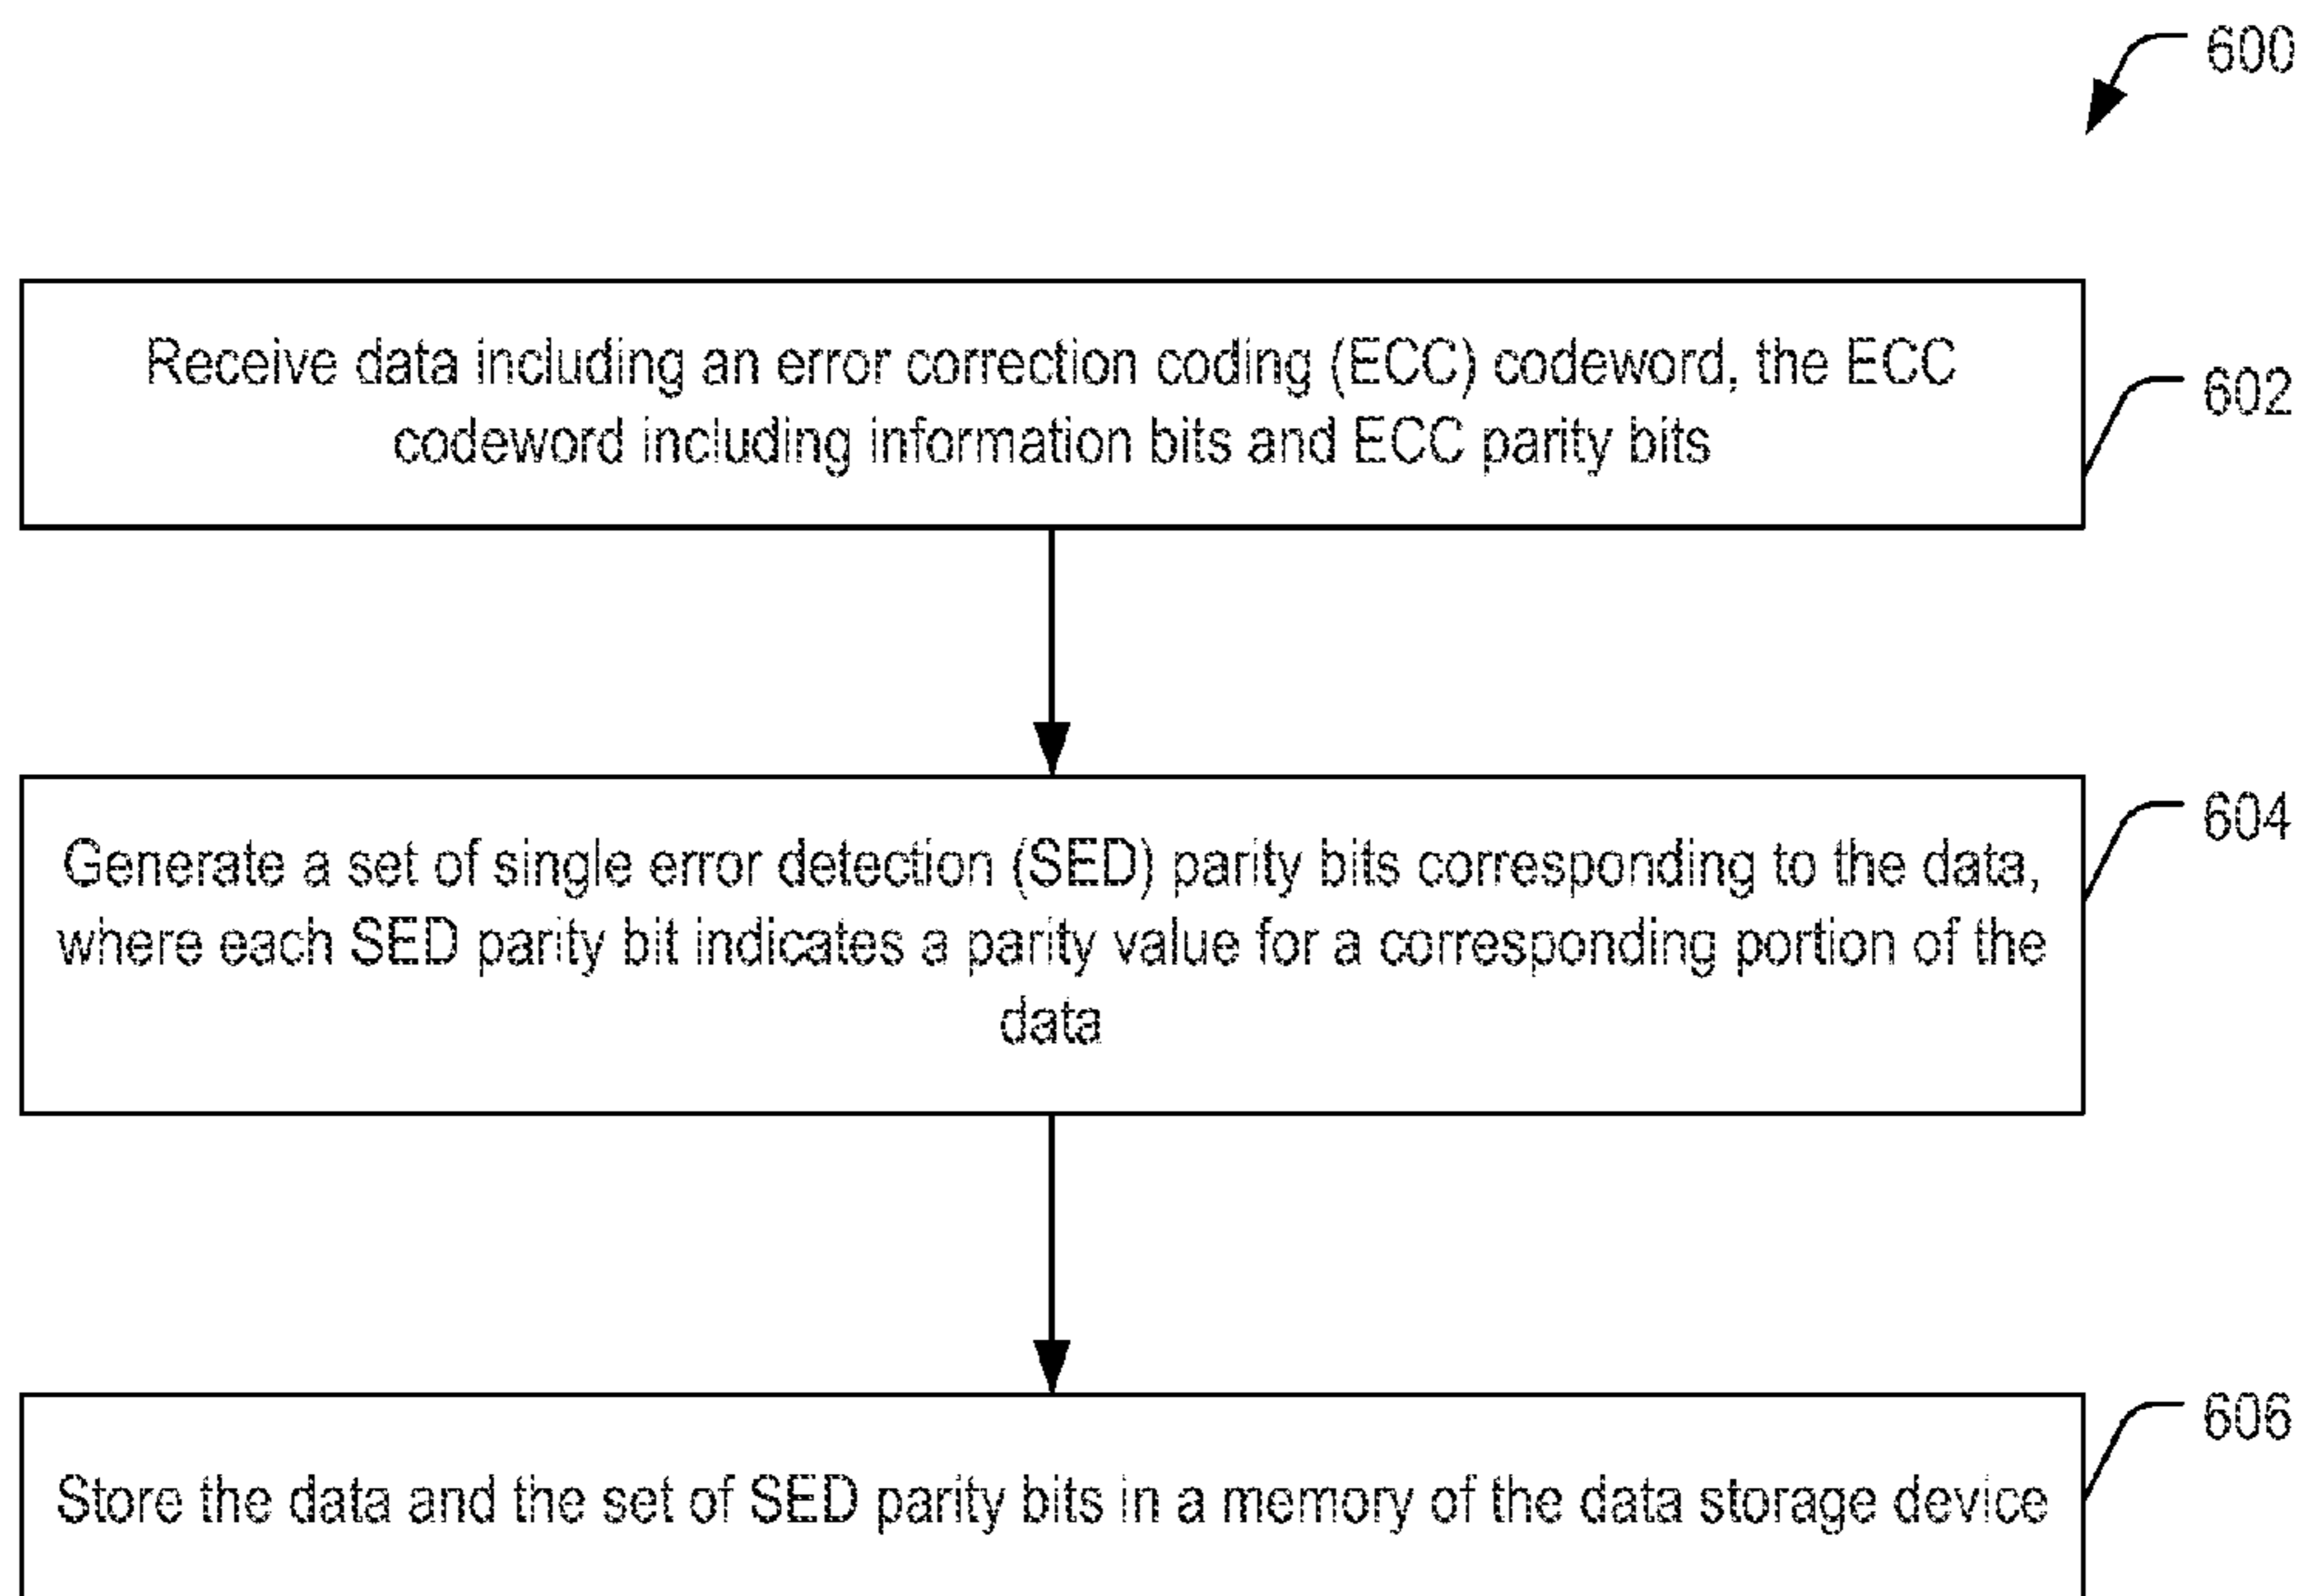 600
Receive data including an error correction coding (ECC) codeword, the ECC
codeword including information bits and ECC parity bits
602
Generate a set of single error detection (SED) parity bits corresponding to the data,
where each SED parity bit indicates a parity value for a corresponding portion of the
data
604
Store the data and the set of SED parity bits in a memory of the data storage device
606